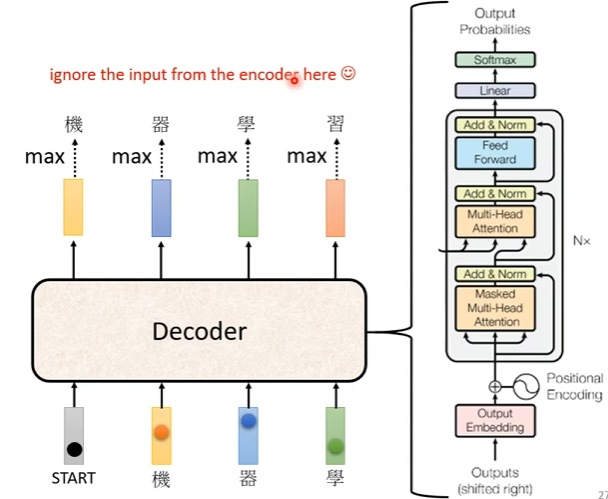 ignore the input from the encoder here ☺
機 器 學 習
max max max max
Decoder
START 機 器 學
Output
Probabilities
Softmax
Linear
Add & Norm
Feed
Forward
Add & Norm
Multi-Head
Attention
N×
Add & Norm
Masked
Multi-Head
Attention
Positional
Encoding
Output
Embedding
Outputs
(shifted right)
27